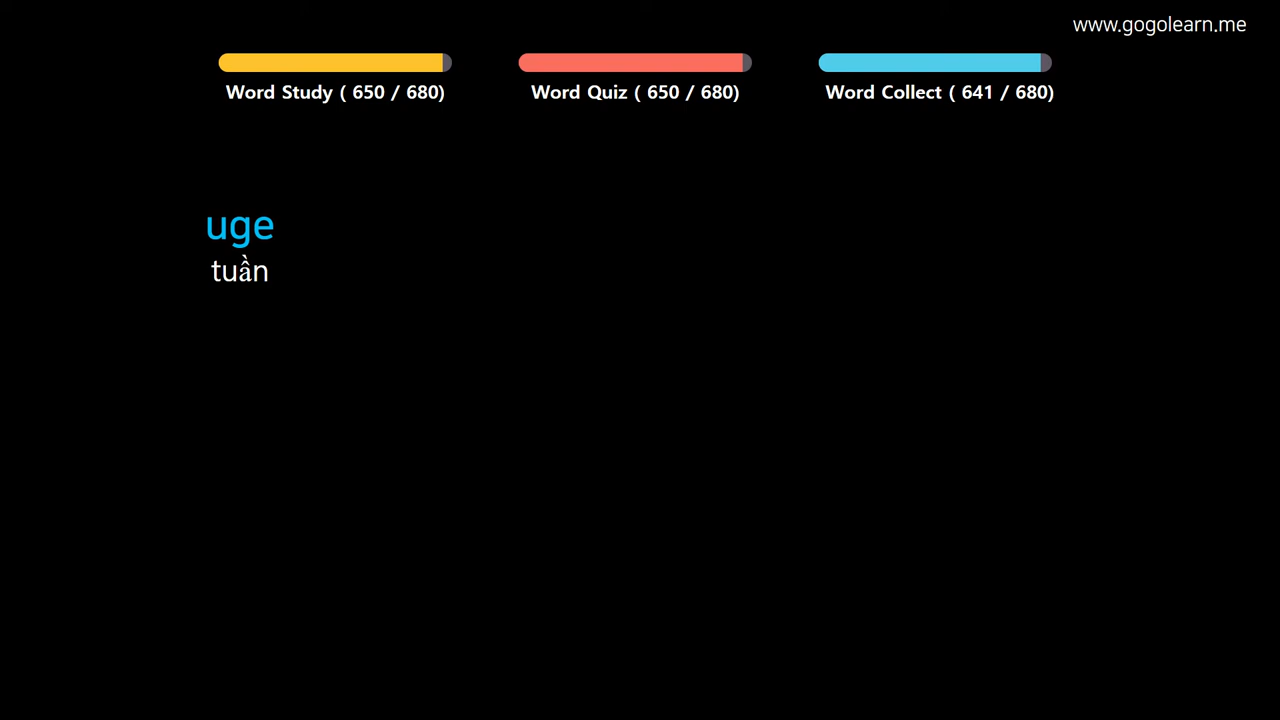 www.gogolearn.me
Word Study ( 650 / 680)
Word Quiz ( 650 / 680)
Word Collect ( 641 / 680)
uge
tuần